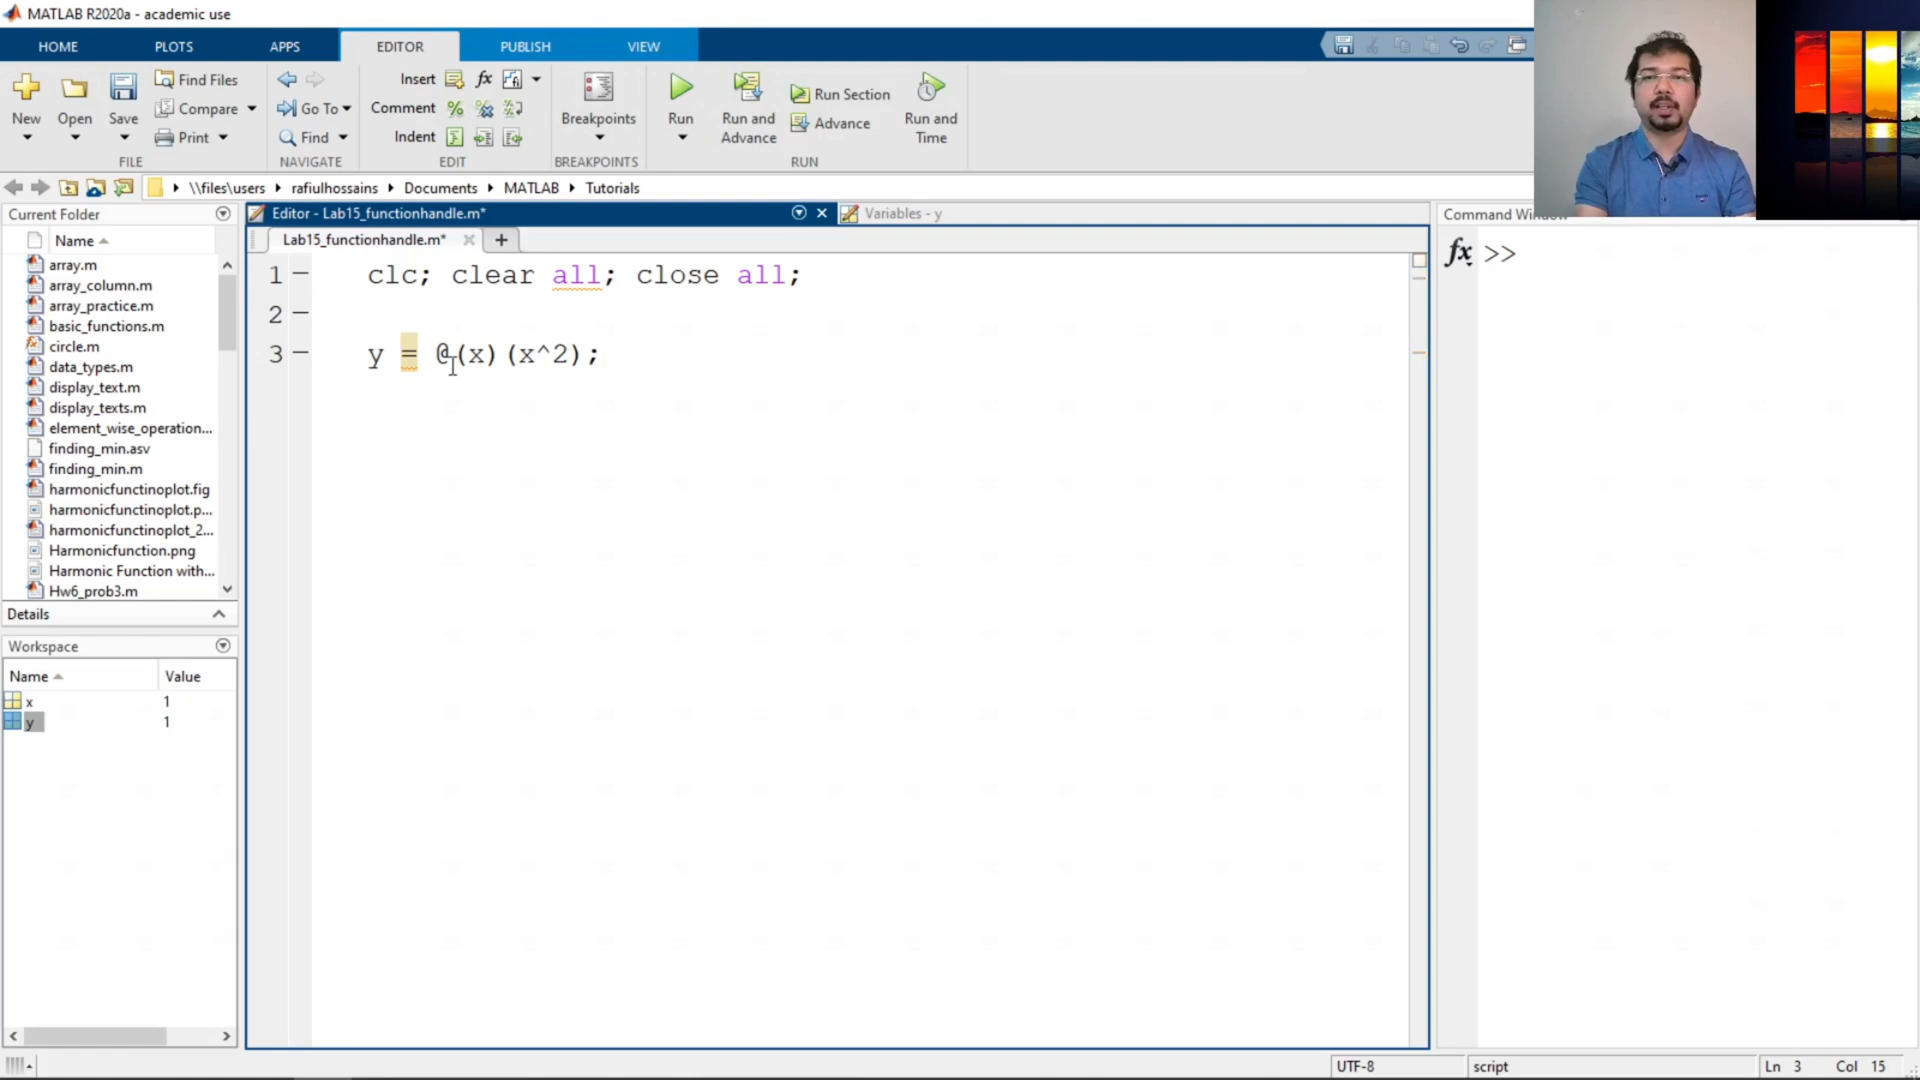 MATLAB R2020a - academic use
HOME PLOTS APPS EDITOR PUBLISH VIEW
New
Open
Save
Find Files
Compare
Print
FILE
Go To
Find
NAVIGATE
Insert fx
Comment
Indent
EDIT
Breakpoints
BREAKPOINTS
Run
Run and Advance
Run Section
Advance
Run and Time
RUN
\\files\users rafiulhossains Documents MATLAB Tutorials
Current Folder
Name
array.m
array_column.m
array_practice.m
basic_functions.m
circle.m
data_types.m
display_text.m
display_texts.m
element_wise_operation...
finding_min.asv
finding_min.m
harmonicfunctinoplot.fig
harmonicfunctinoplot.p...
harmonicfunctinoplot_2...
Harmonicfunction.png
Harmonic Function with...
Hw6_prob3.m
Details
Workspace
Name Value
x 1
y 1
Editor - Lab15_functionhandle.m*
Variables - y
Lab15_functionhandle.m*
1 clc; clear all; close all;
2
3 y = @(x)(x^2);
Command Window
fx >>
UTF-8 script Ln 3 Col 15